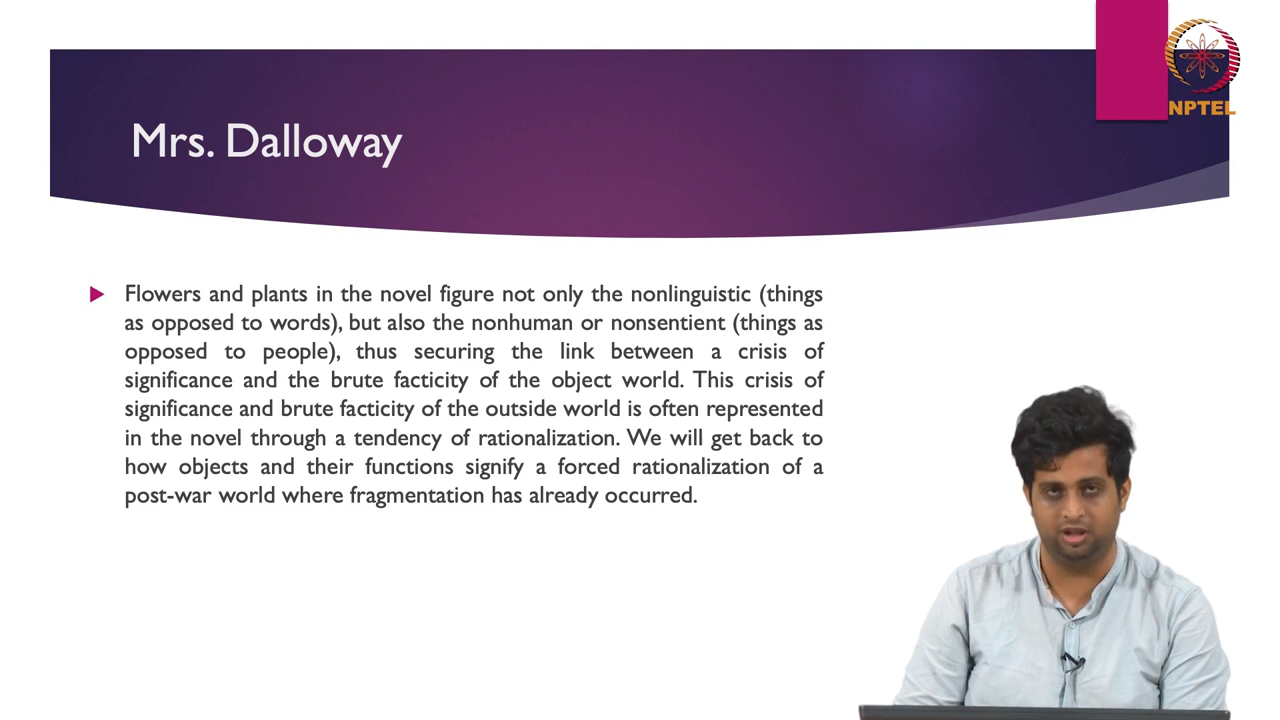 NPTEL
Mrs. Dalloway
Flowers and plants in the novel figure not only the nonlinguistic (things
as opposed to words), but also the nonhuman or nonsentient (things as
opposed to people), thus securing the link between a crisis of
significance and the brute facticity of the object world. This crisis of
significance and brute facticity of the outside world is often represented
in the novel through a tendency of rationalization. We will get back to
how objects and their functions signify a forced rationalization of a
post-war world where fragmentation has already occurred.